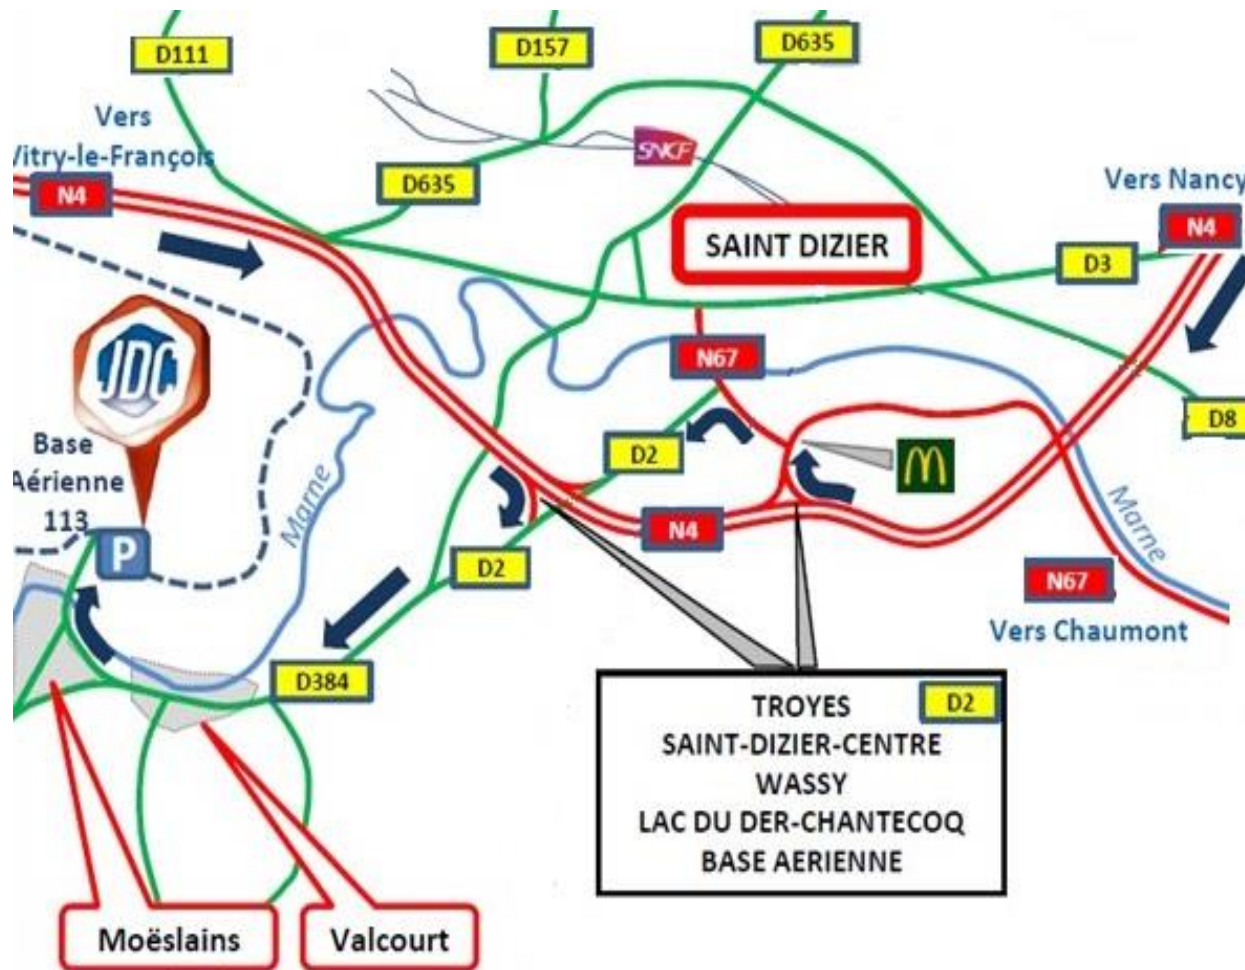 D111
D157
D635
Vers
Vitry-le-François
SNCF
D635
N4
Vers Nancy
N4
SAINT DIZIER
D3
JDC
N67
D8
Base
Aérienne
113
D2
Marne
P
N4
Marne
D2
N67
Vers Chaumont
D384
D2
TROYES
SAINT-DIZIER-CENTRE
WASSY
LAC DU DER-CHANTECOQ
BASE AERIENNE
Moëslains
Valcourt